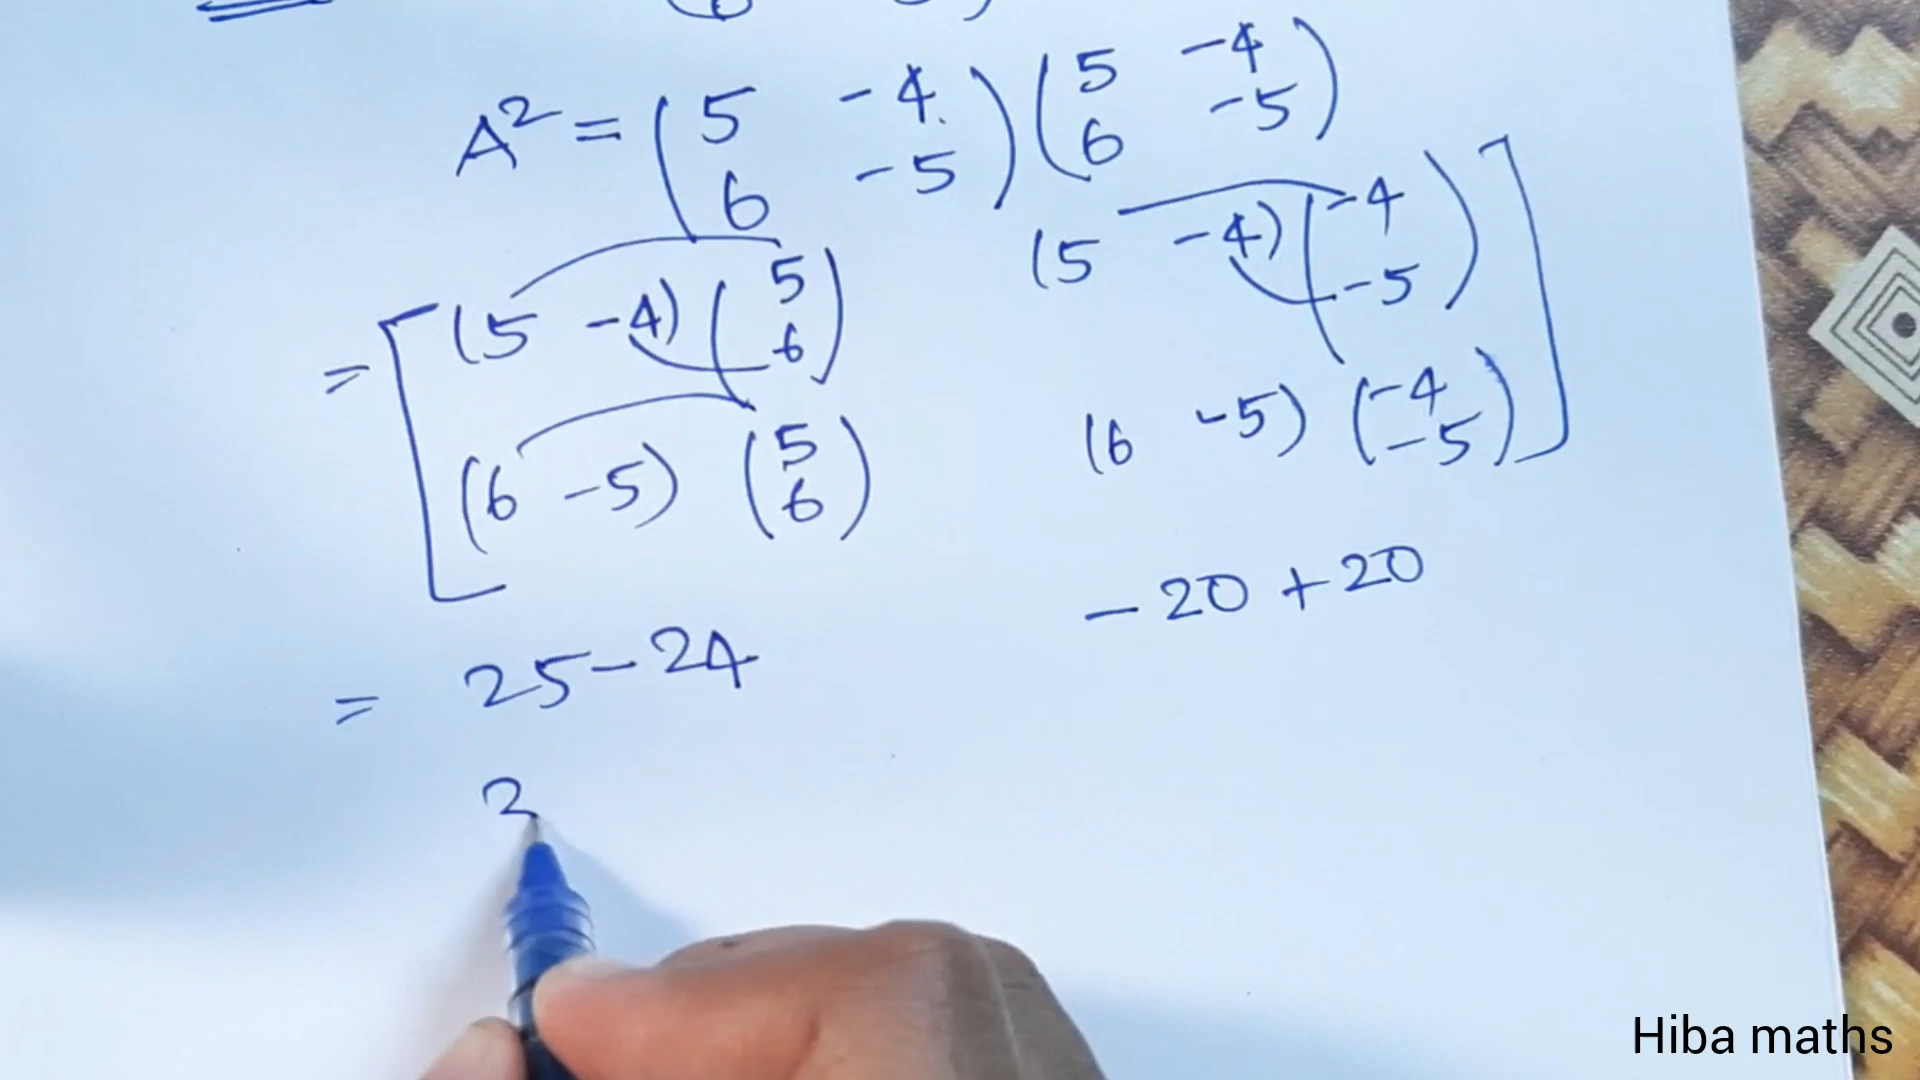 A² = (5 -4 6 -5) (5 -4 6 -5)
= [(5 -4) (5 6) (5 -4) (-4 -5)
(6 -5) (5 6) (6 -5) (-4 -5)]
= 25-24 -20+20
3
Hiba maths